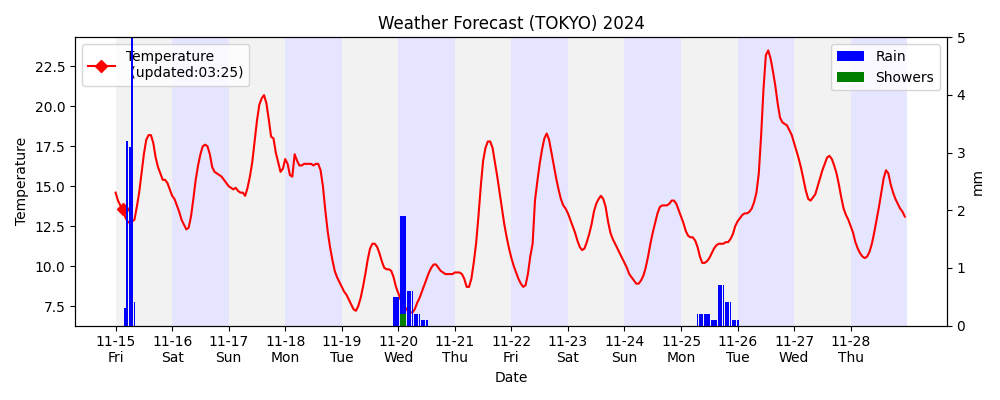 Weather Forecast (TOKYO) 2024
Temperature
(updated:03:25)
Rain
Showers
Temperature
22.5
20.0
17.5
15.0
12.5
10.0
7.5
5
4
3
2
1
0
mm
11-15 11-16 11-17 11-18 11-19 11-20 11-21 11-22 11-23 11-24 11-25 11-26 11-27 11-28
Fri Sat Sun Mon Tue Wed Thu Fri Sat Sun Mon Tue Wed Thu
Date